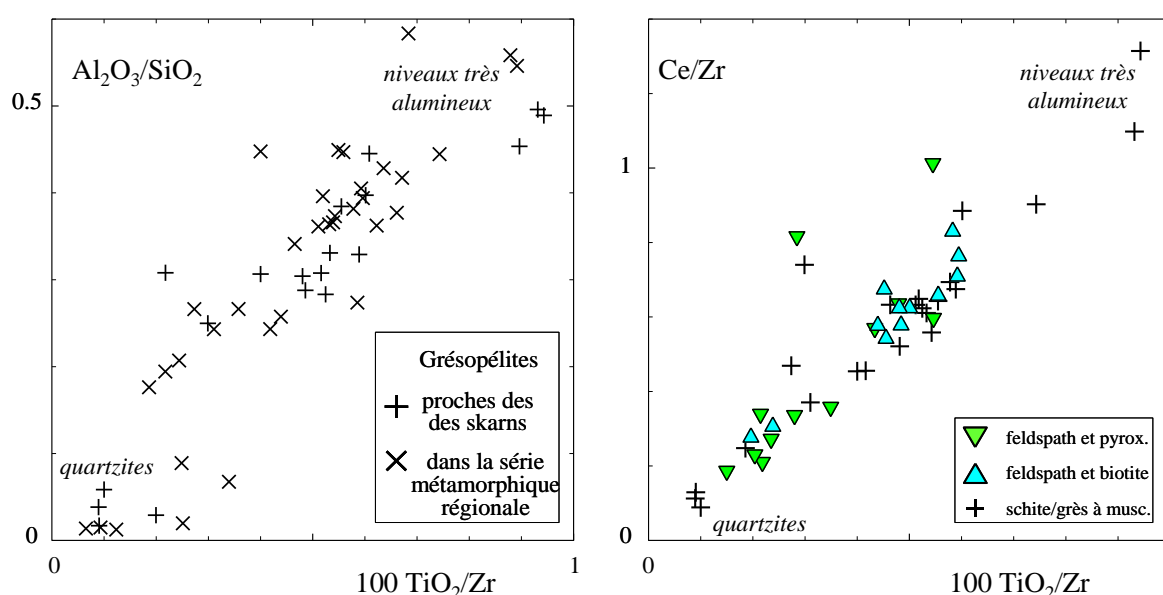 Al₂O₃/SiO₂
niveaux très
alumineux
0.5
Grésopélites
proches des
des skarns
dans la série
métamorphique
régionale
quartzites
0
0
100 TiO₂/Zr
1
Ce/Zr
niveaux très
alumineux
1
feldspath et pyrox.
feldspath et biotite
schite/grès à musc.
quartzites
0
0
100 TiO₂/Zr